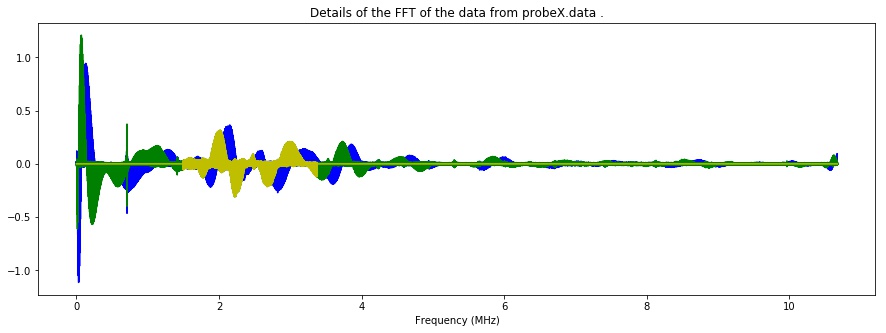 Details of the FFT of the data from probeX.data .
1.0
0.5
0.0
−0.5
−1.0
0 2 4 6 8 10
Frequency (MHz)